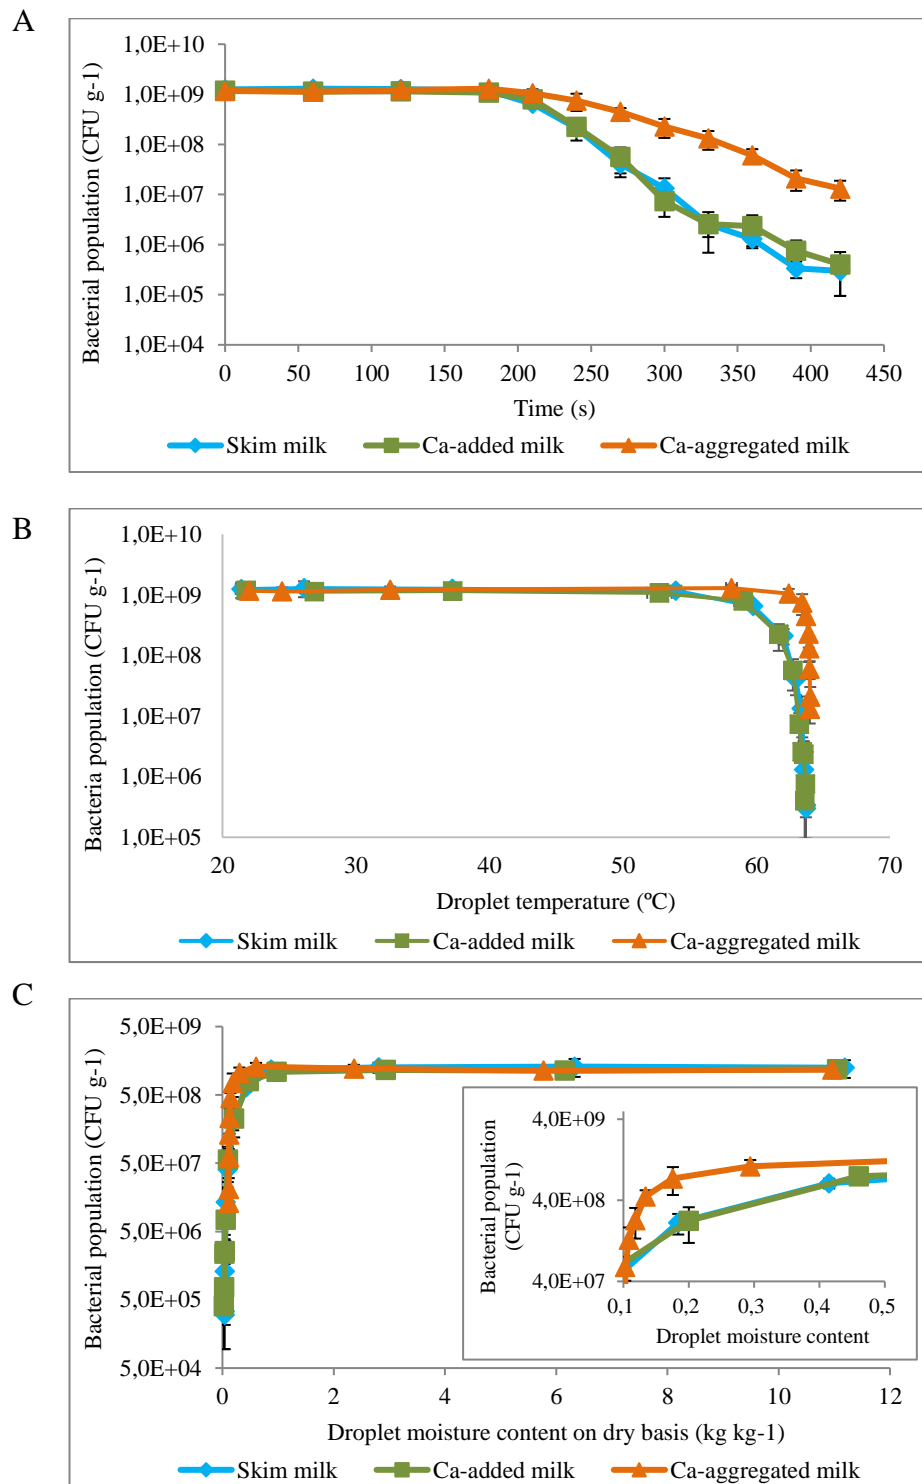 A
Bacterial population (CFU g-1)
1,0E+10
1,0E+09
1,0E+08
1,0E+07
1,0E+06
1,0E+05
1,0E+04
0 50 100 150 200 250 300 350 400 450
Time (s)
Skim milk Ca-added milk Ca-aggregated milk
B
Bacteria population (CFU g-1)
1,0E+10
1,0E+09
1,0E+08
1,0E+07
1,0E+06
1,0E+05
20 30 40 50 60 70
Droplet temperature (ºC)
Skim milk Ca-added milk Ca-aggregated milk
C
Bacterial population (CFU g-1)
5,0E+09
5,0E+08
5,0E+07
5,0E+06
5,0E+05
5,0E+04
0 2 4 6 8 10 12
Droplet moisture content on dry basis (kg kg-1)
Bacterial population
(CFU g-1)
4,0E+09
4,0E+08
4,0E+07
0,1 0,2 0,3 0,4 0,5
Droplet moisture content
Skim milk Ca-added milk Ca-aggregated milk